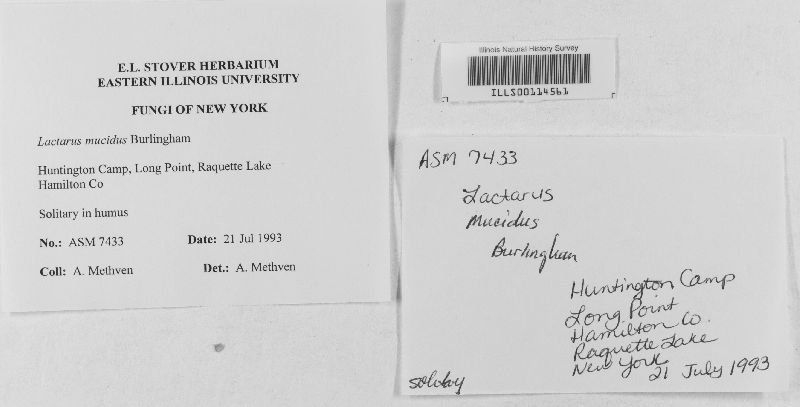 E.L. STOVER HERBARIUM
EASTERN ILLINOIS UNIVERSITY
FUNGI OF NEW YORK
Lactarus mucidus Burlingham
Huntington Camp, Long Point, Raquette Lake
Hamilton Co
Solitary in humus
No.: ASM 7433 Date: 21 Jul 1993
Coll: A. Methven Det.: A. Methven
Illinois Natural History Survey
ILLS00114561
ASM 7433
Lactarus
Mucidus
Burlingham
Huntington Camp
Long Point
Hamilton Co.
Raquette Lake
New York
21 July 1993
solitary